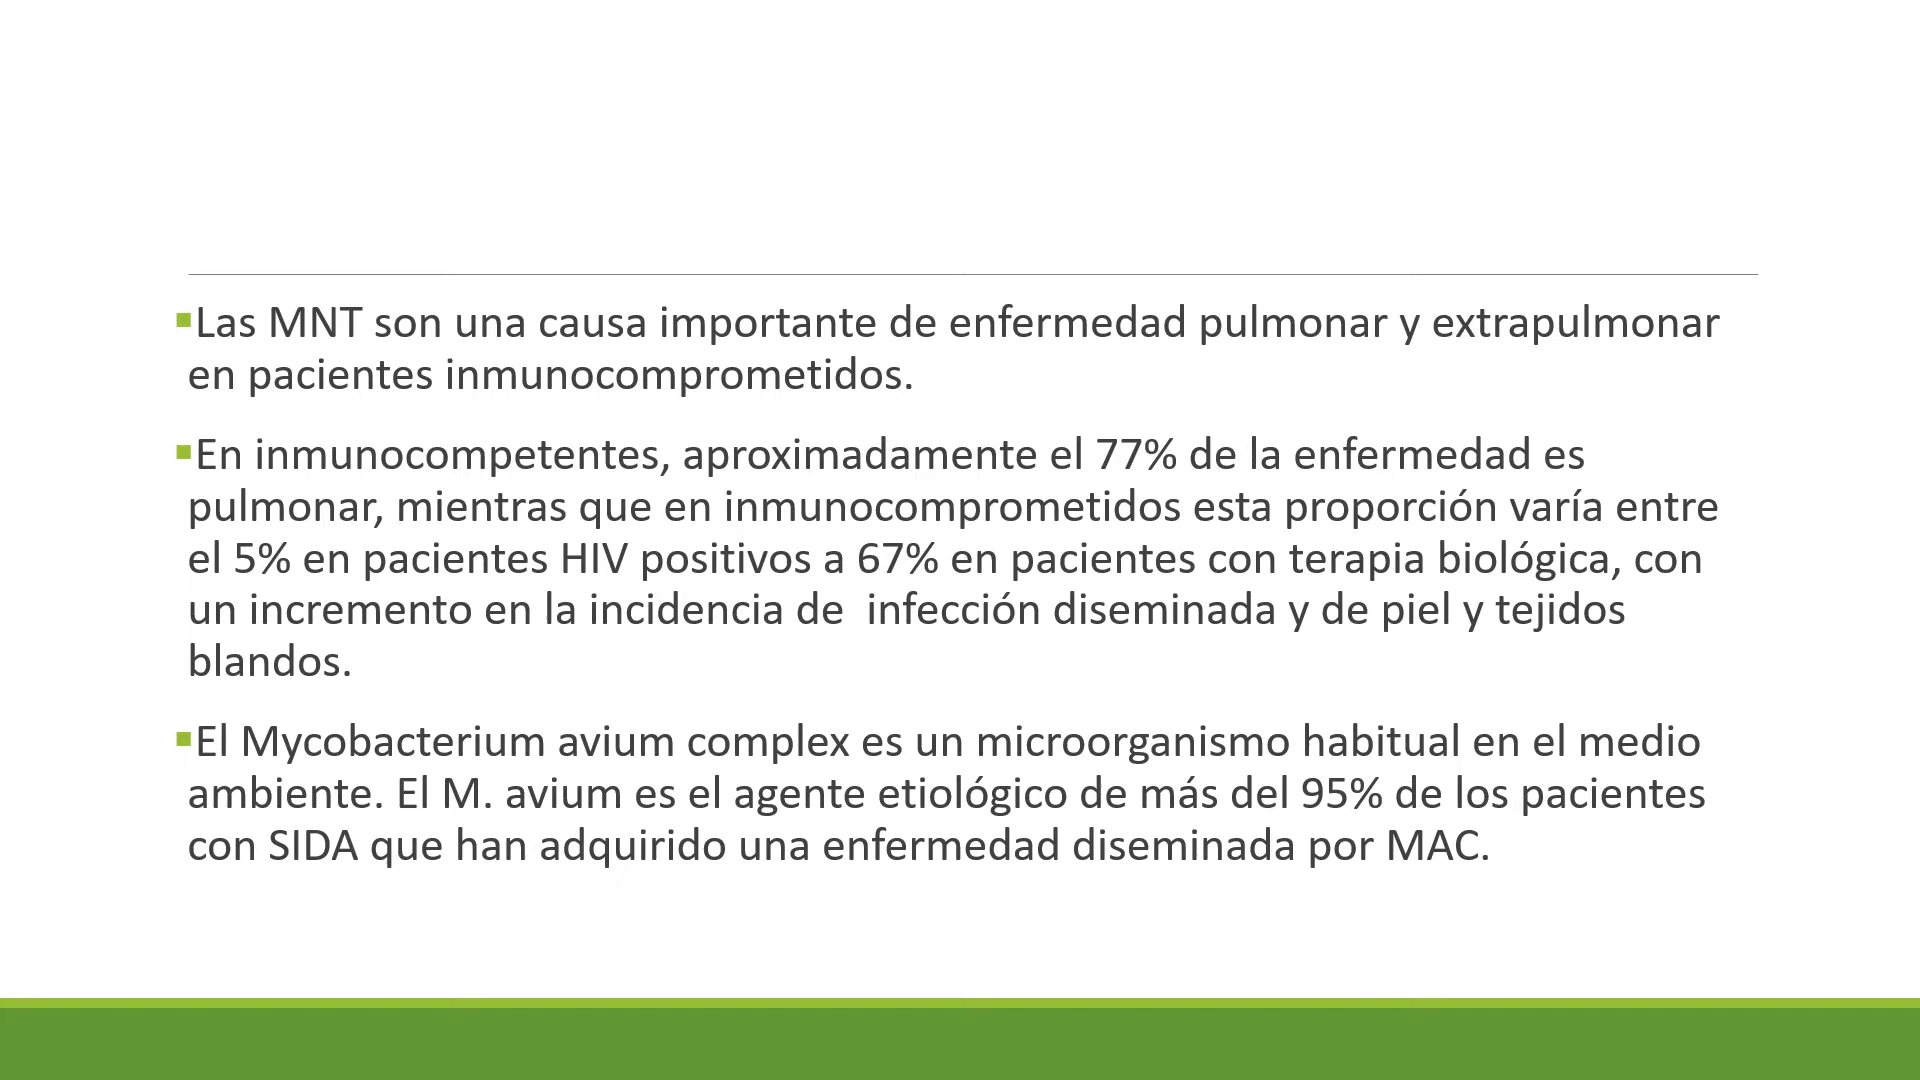 ▪Las MNT son una causa importante de enfermedad pulmonar y extrapulmonar
en pacientes inmunocomprometidos.
▪En inmunocompetentes, aproximadamente el 77% de la enfermedad es
pulmonar, mientras que en inmunocomprometidos esta proporción varía entre
el 5% en pacientes HIV positivos a 67% en pacientes con terapia biológica, con
un incremento en la incidencia de  infección diseminada y de piel y tejidos
blandos.
▪El Mycobacterium avium complex es un microorganismo habitual en el medio
ambiente. El M. avium es el agente etiológico de más del 95% de los pacientes
con SIDA que han adquirido una enfermedad diseminada por MAC.